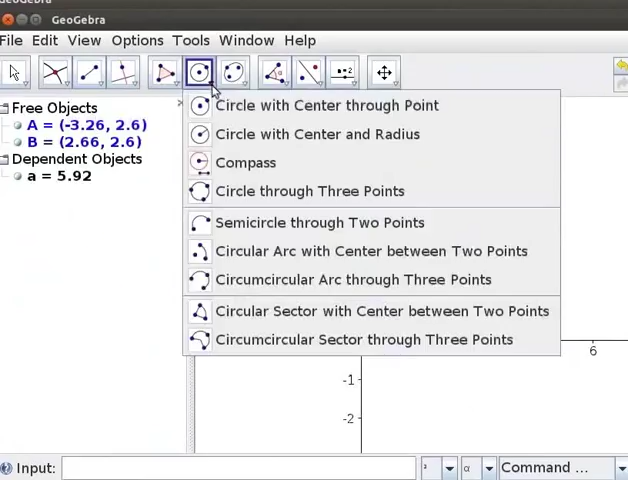 GeoGebra
GeoGebra
File Edit View Options Tools Window Help
a=2
Free Objects
A = (-3.26, 2.6)
B = (2.66, 2.6)
Dependent Objects
a = 5.92
Circle with Center through Point
Circle with Center and Radius
Compass
Circle through Three Points
Semicircle through Two Points
Circular Arc with Center between Two Points
Circumcircular Arc through Three Points
Circular Sector with Center between Two Points
Circumcircular Sector through Three Points
6
-1
-2
Input: ² α Command ...